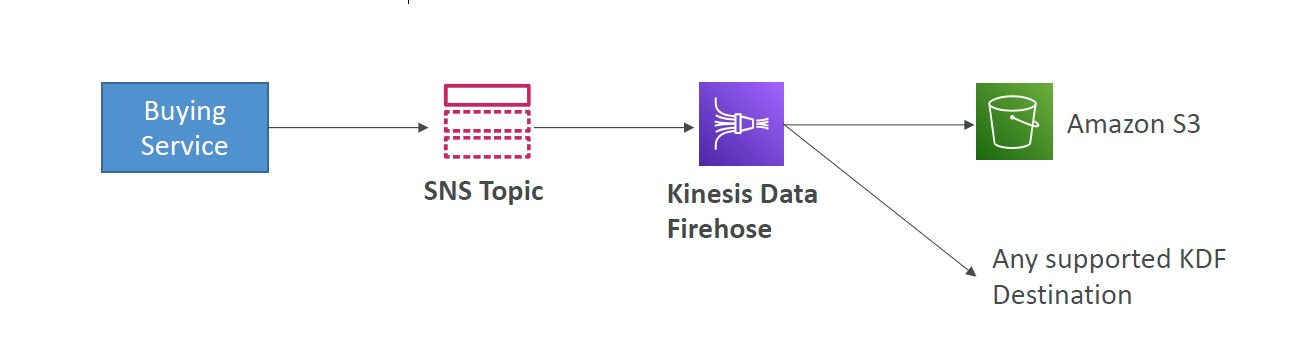 Buying
Service
SNS Topic
Kinesis Data
Firehose
Amazon S3
Any supported KDF
Destination